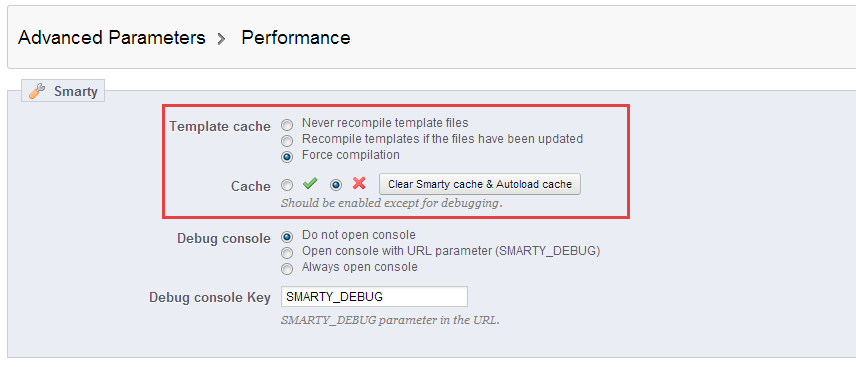 Advanced Parameters > Performance
Smarty
Template cache Never recompile template files
Recompile templates if the files have been updated
Force compilation
Cache Clear Smarty cache & Autoload cache
Should be enabled except for debugging.
Debug console Do not open console
Open console with URL parameter (SMARTY_DEBUG)
Always open console
Debug console Key SMARTY_DEBUG
SMARTY_DEBUG parameter in the URL.